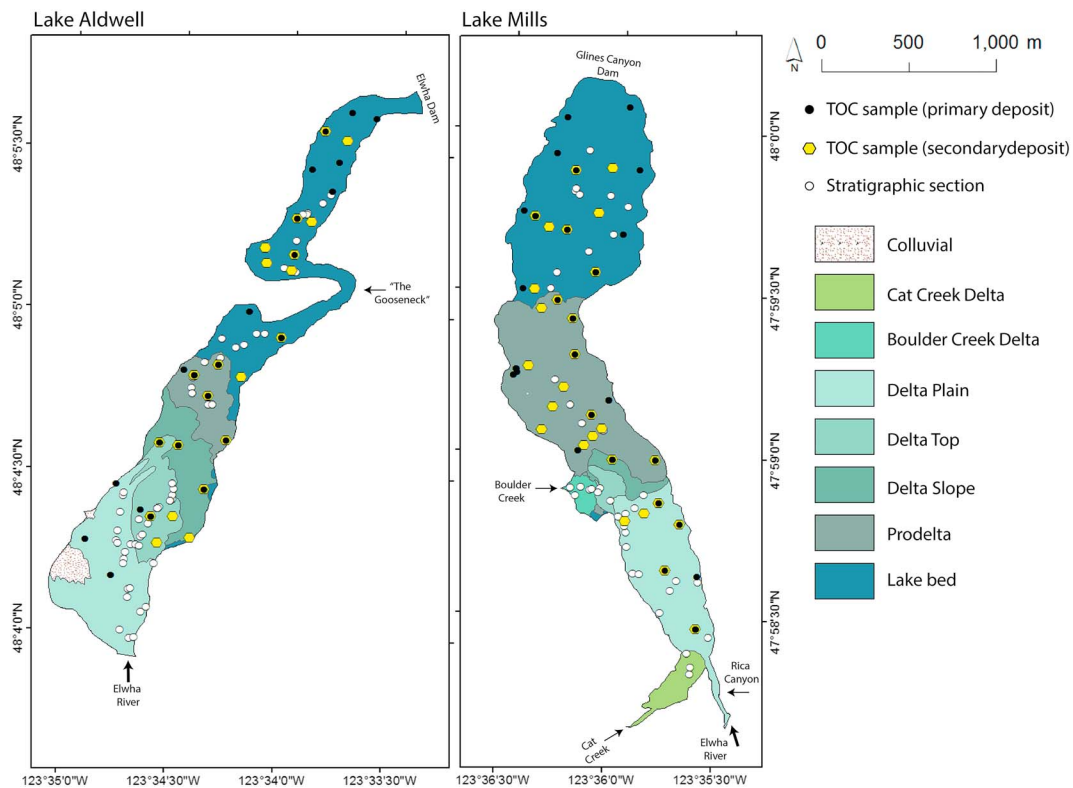 Lake Aldwell
Lake Mills
0 500 1,000 m
N
Elwha Dam
Glines Canyon
Dam
TOC sample (primary deposit)
TOC sample (secondarydeposit)
Stratigraphic section
Colluvial
Cat Creek Delta
Boulder Creek Delta
Delta Plain
Delta Top
Delta Slope
Prodelta
Lake bed
"The
Gooseneck"
Boulder
Creek
Elwha
River
Cat
Creek
Rica
Canyon
Elwha
River
48°5'30"N
48°5'0"N
48°4'30"N
48°4'0"N
48°0'0"N
47°59'30"N
47°59'0"N
47°58'30"N
123°35'0"W 123°34'30"W 123°34'0"W 123°33'30"W
123°36'30"W 123°36'0"W 123°35'30"W